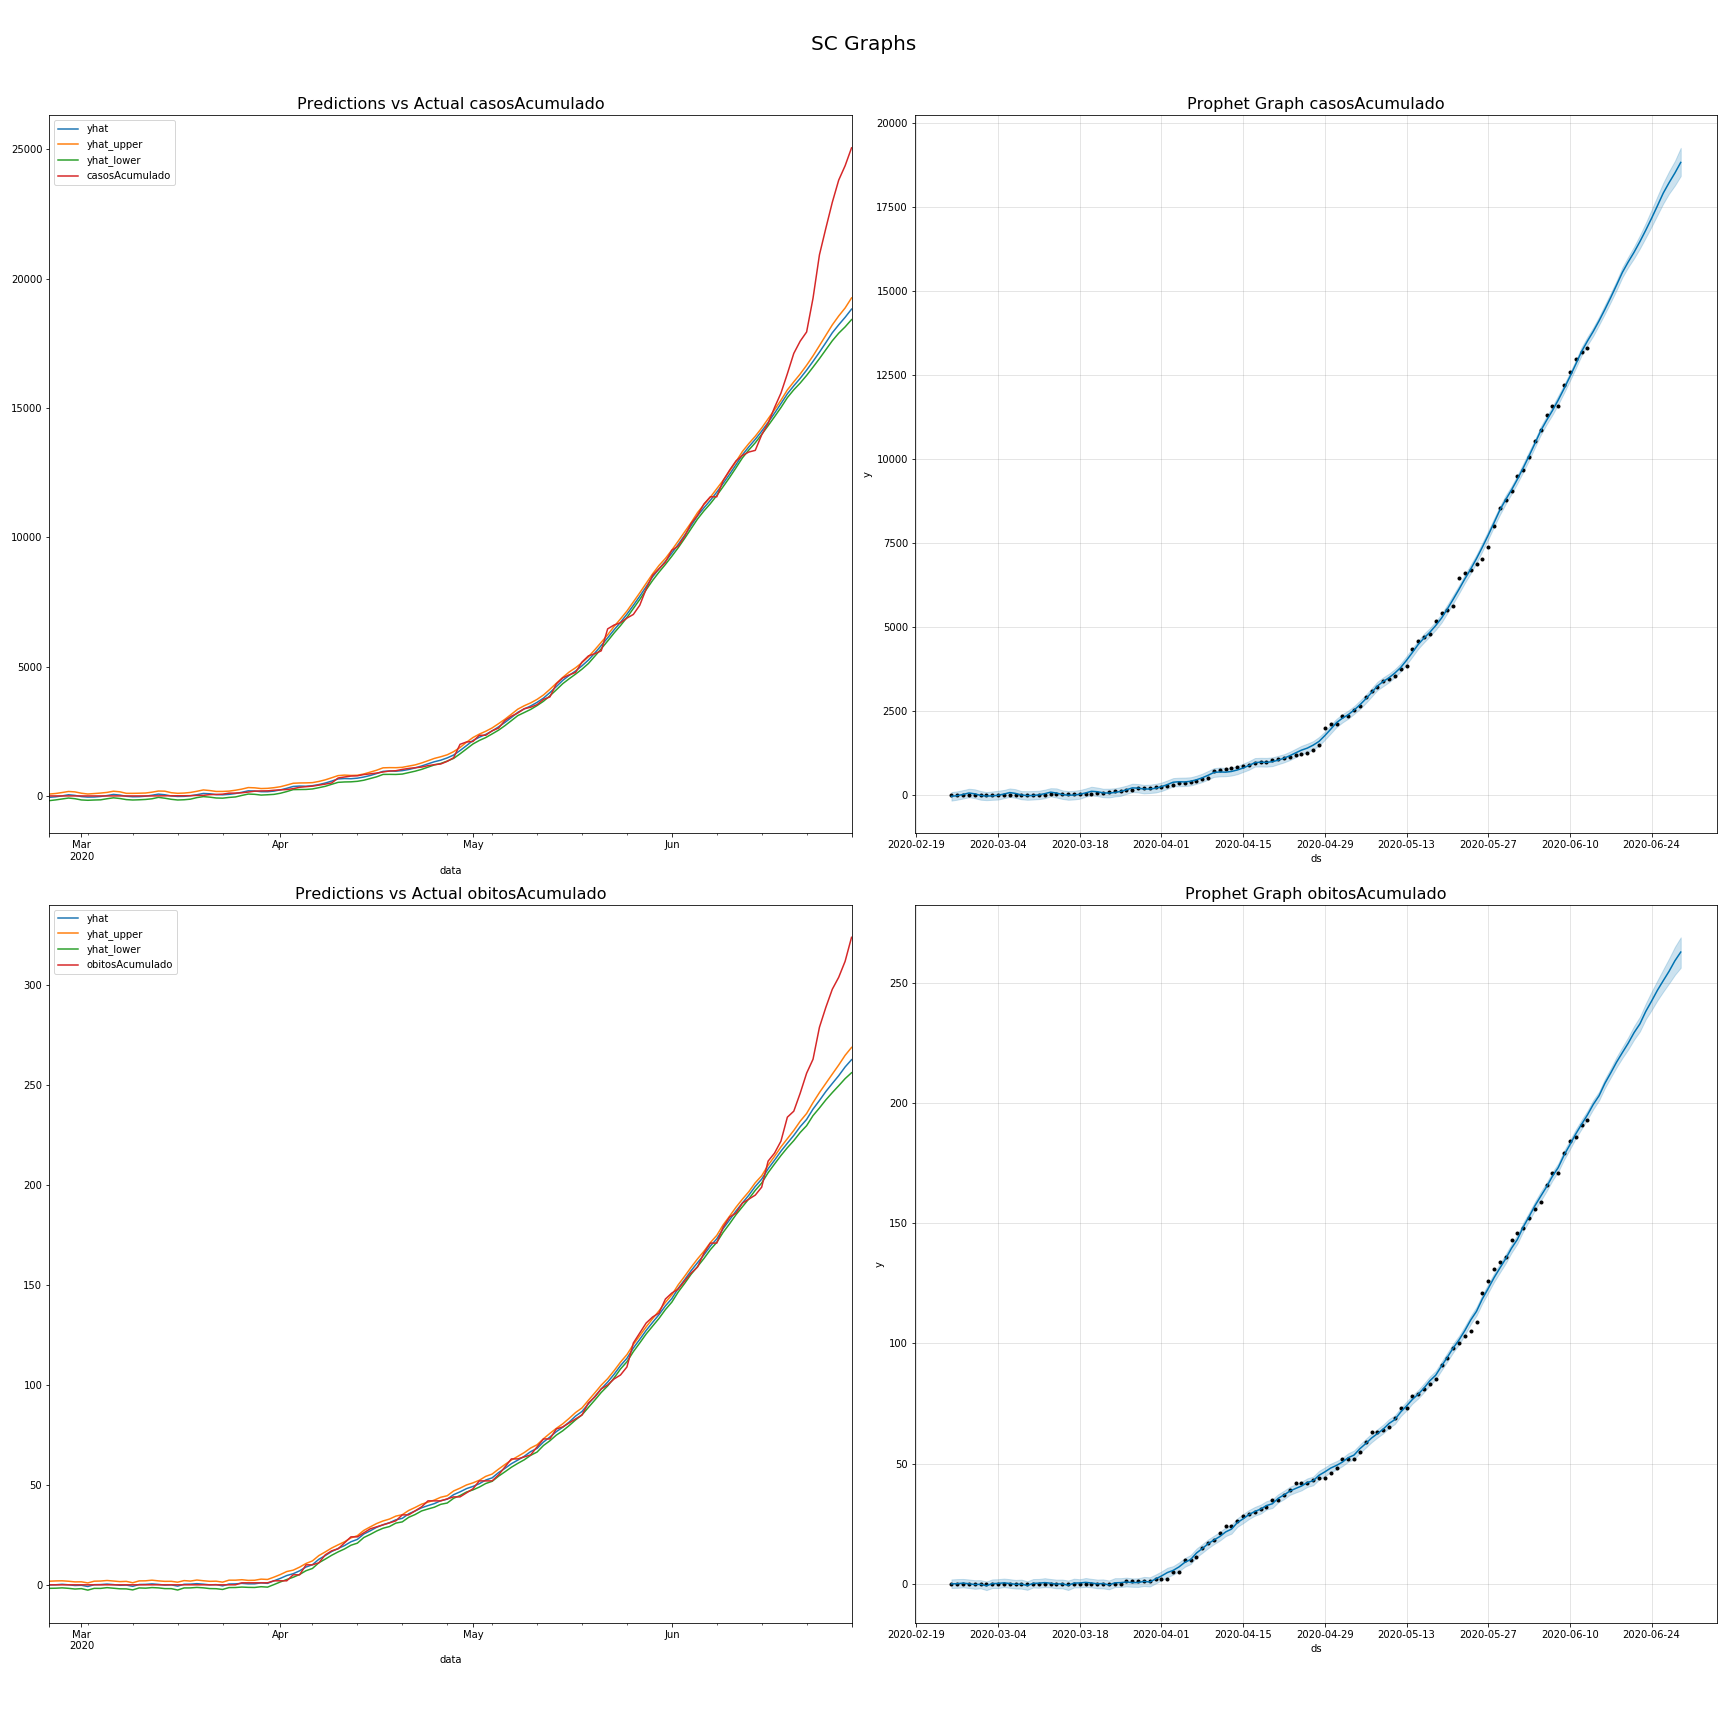 SC Graphs
Predictions vs Actual casosAcumulado
yhat
yhat_upper
yhat_lower
casosAcumulado
25000
20000
15000
10000
5000
0
Mar
2020
Apr
May
Jun
data
Prophet Graph casosAcumulado
20000
17500
15000
12500
10000
7500
5000
2500
0
y
2020-02-19
2020-03-04
2020-03-18
2020-04-01
2020-04-15
2020-04-29
2020-05-13
2020-05-27
2020-06-10
2020-06-24
ds
Predictions vs Actual obitosAcumulado
yhat
yhat_upper
yhat_lower
obitosAcumulado
300
250
200
150
100
50
0
Mar
2020
Apr
May
Jun
data
Prophet Graph obitosAcumulado
250
200
150
100
50
0
y
2020-02-19
2020-03-04
2020-03-18
2020-04-01
2020-04-15
2020-04-29
2020-05-13
2020-05-27
2020-06-10
2020-06-24
ds